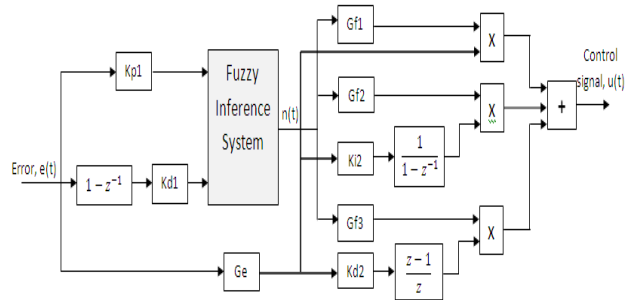 Gf1
X
Control
signal, u(t)
Kp1
Fuzzy
Inference
System
n(t)
Gf2
X
+
Error, e(t)
1 − z⁻¹
Kd1
Ki2
1
1 − z⁻¹
Gf3
X
Ge
Kd2
z − 1
z